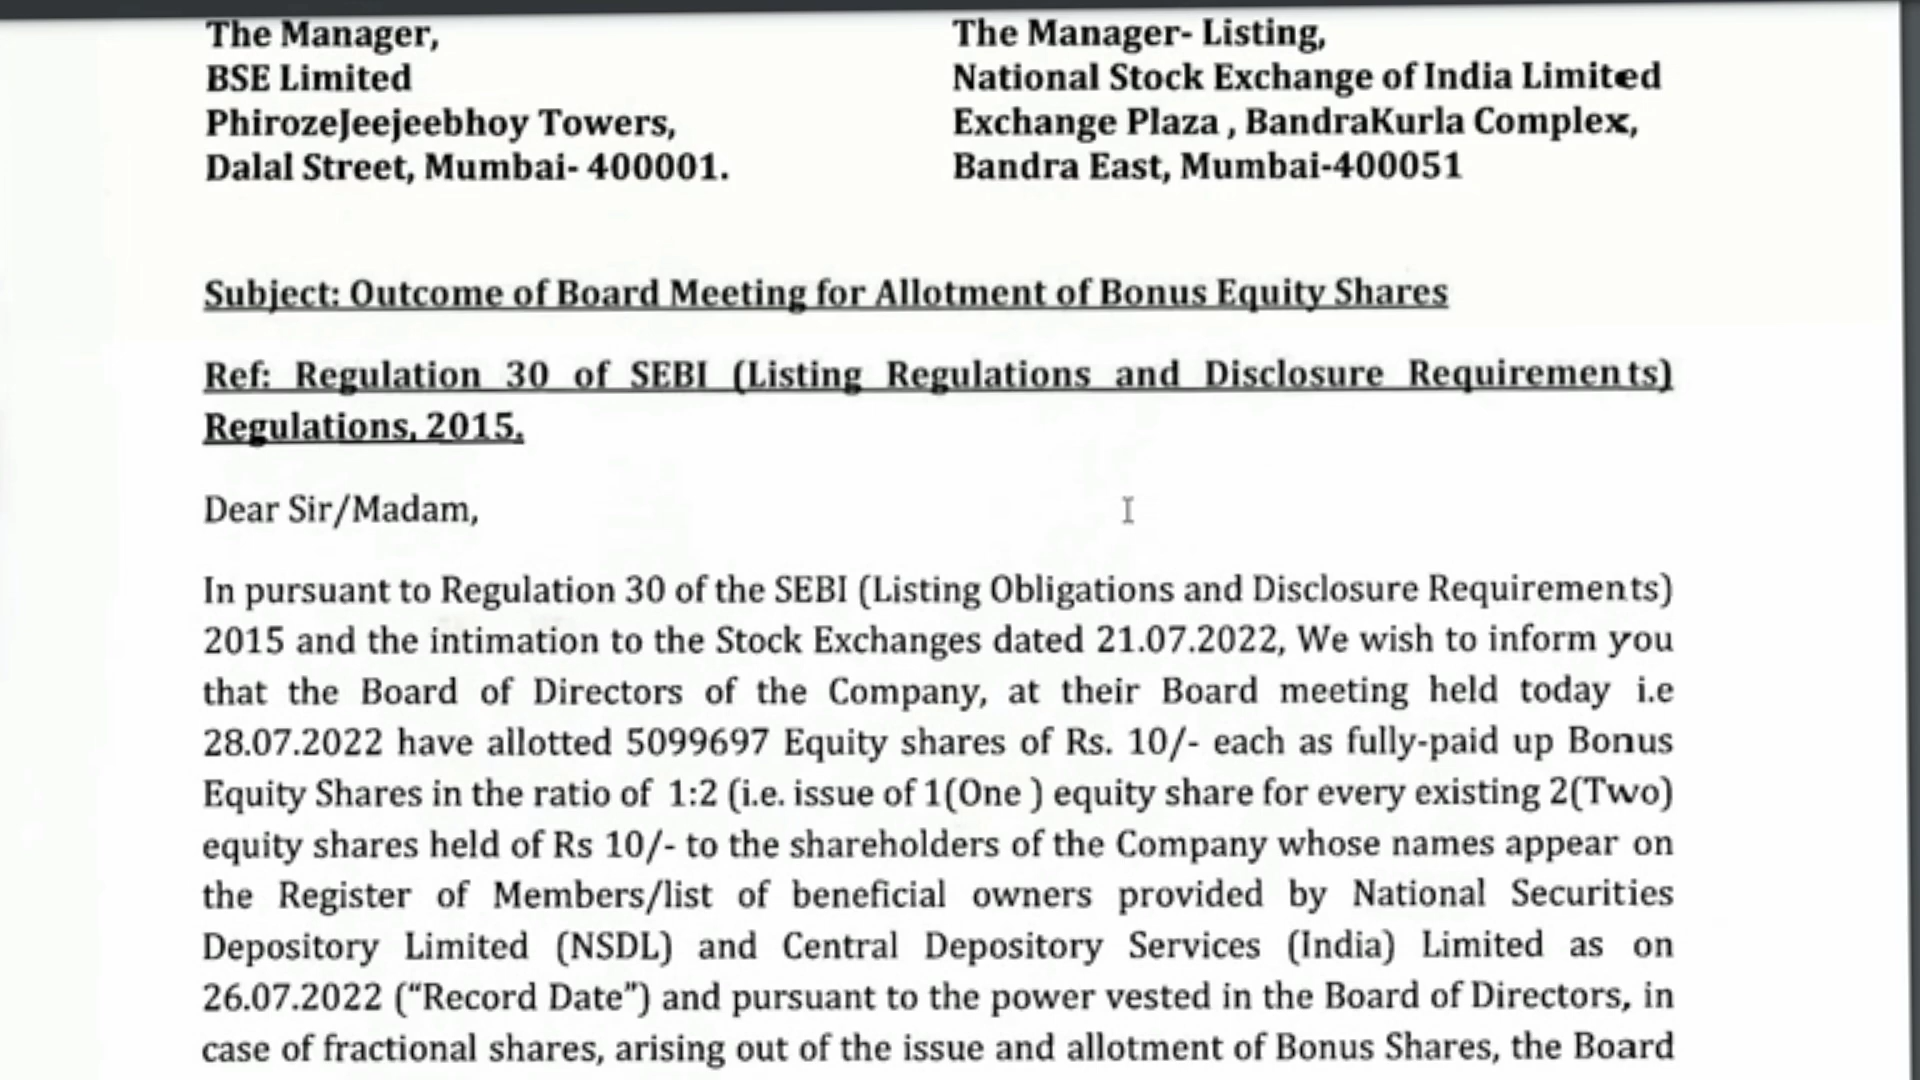 The Manager,
BSE Limited
PhirozeJeejeebhoy Towers,
Dalal Street, Mumbai- 400001.
The Manager- Listing,
National Stock Exchange of India Limited
Exchange Plaza , BandraKurla Complex,
Bandra East, Mumbai-400051
Subject: Outcome of Board Meeting for Allotment of Bonus Equity Shares
Ref: Regulation 30 of SEBI (Listing Regulations and Disclosure Requirements)
Regulations, 2015.
Dear Sir/Madam,
In pursuant to Regulation 30 of the SEBI (Listing Obligations and Disclosure Requirements)
2015 and the intimation to the Stock Exchanges dated 21.07.2022, We wish to inform you
that the Board of Directors of the Company, at their Board meeting held today i.e
28.07.2022 have allotted 5099697 Equity shares of Rs. 10/- each as fully-paid up Bonus
Equity Shares in the ratio of 1:2 (i.e. issue of 1(One ) equity share for every existing 2(Two)
equity shares held of Rs 10/- to the shareholders of the Company whose names appear on
the Register of Members/list of beneficial owners provided by National Securities
Depository Limited (NSDL) and Central Depository Services (India) Limited as on
26.07.2022 (“Record Date”) and pursuant to the power vested in the Board of Directors, in
case of fractional shares, arising out of the issue and allotment of Bonus Shares, the Board